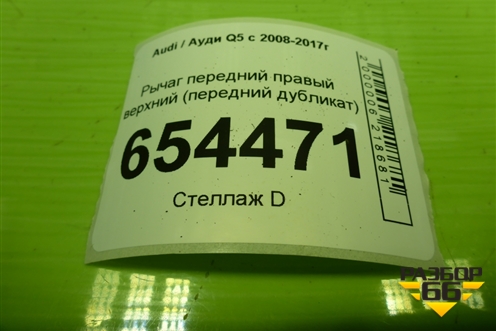 Audi / Ауди Q5 с 2008-2017г
Рычаг передний правый
верхний (передний дубликат)
654471
Стеллаж D
2000006218681
РАЗБОР
66